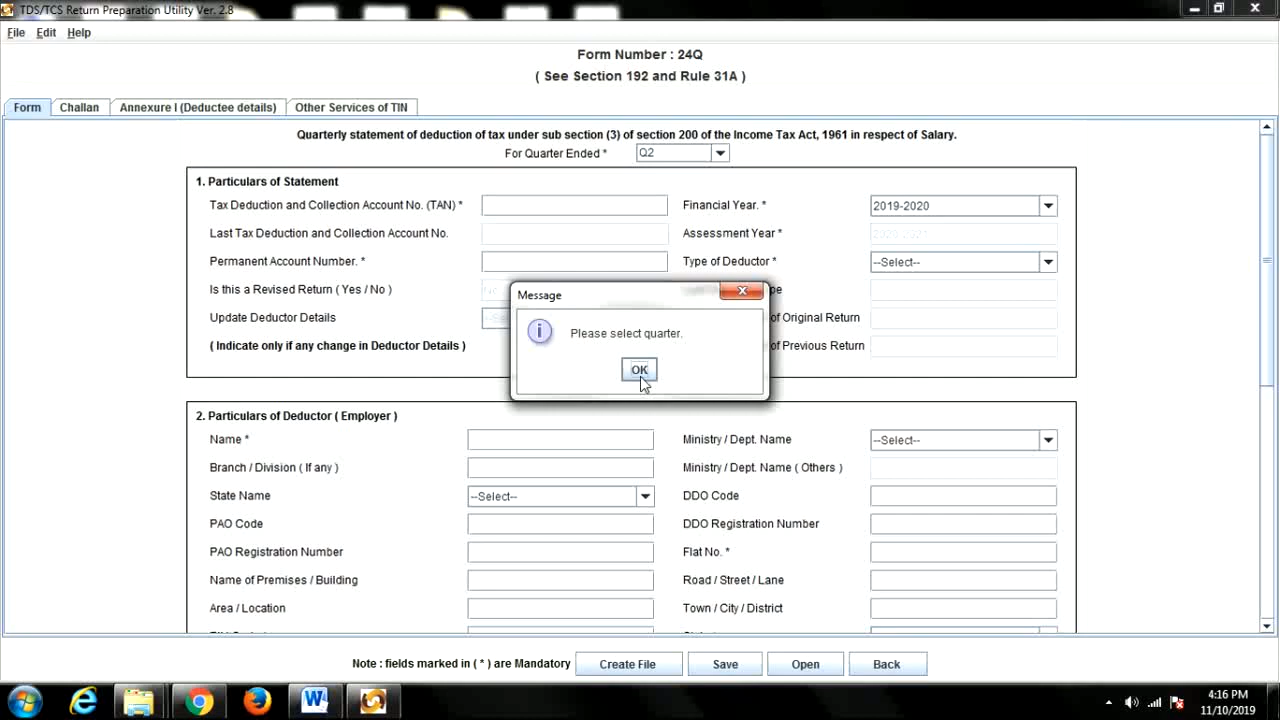 TDS/TCS Return Preparation Utility Ver. 2.8
File Edit Help
Form Number : 24Q
( See Section 192 and Rule 31A )
Form Challan Annexure I (Deductee details) Other Services of TIN
Quarterly statement of deduction of tax under sub section (3) of section 200 of the Income Tax Act, 1961 in respect of Salary.
For Quarter Ended * Q2
1. Particulars of Statement
Tax Deduction and Collection Account No. (TAN) * Financial Year. * 2019-2020
Last Tax Deduction and Collection Account No. Assessment Year * 2020-2021
Permanent Account Number. * Type of Deductor * --Select--
Is this a Revised Return ( Yes / No )
Update Deductor Details of Original Return
( Indicate only if any change in Deductor Details ) of Previous Return
Message
Please select quarter.
OK
2. Particulars of Deductor ( Employer )
Name * Ministry / Dept. Name --Select--
Branch / Division ( If any ) Ministry / Dept. Name ( Others )
State Name --Select-- DDO Code
PAO Code DDO Registration Number
PAO Registration Number Flat No. *
Name of Premises / Building Road / Street / Lane
Area / Location Town / City / District
Note : fields marked in ( * ) are Mandatory Create File Save Open Back
4:16 PM
11/10/2019